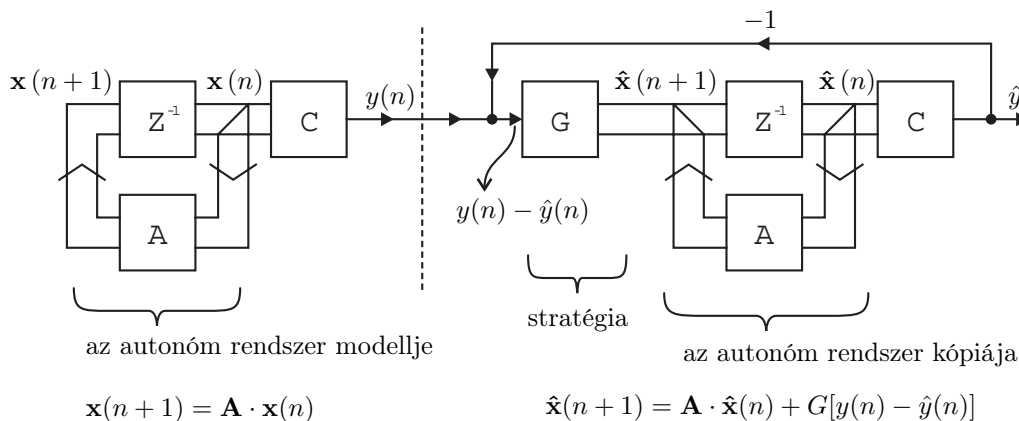 −1
x(n+1)
x(n)
y(n)
x̂(n+1)
x̂(n)
ŷ
Z⁻¹
C
G
Z⁻¹
C
A
y(n) − ŷ(n)
A
stratégia
az autonóm rendszer modellje
az autonóm rendszer kópiája
x(n+1) = A · x(n)
x̂(n+1) = A · x̂(n) + G[y(n) − ŷ(n)]